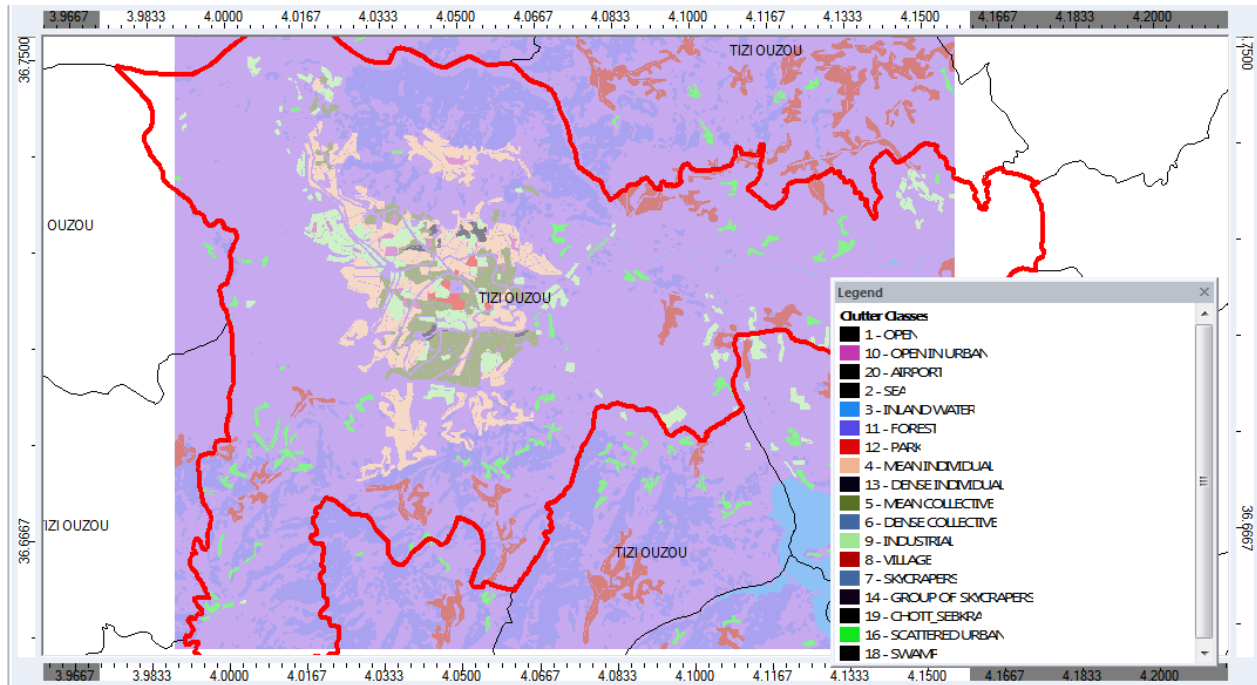 3.9667 3.9833 4.0000 4.0167 4.0333 4.0500 4.0667 4.0833 4.1000 4.1167 4.1333 4.1500 4.1667 4.1833 4.2000
36.7500
TIZI OUZOU
7500
OUZOU
TIZI OUZOU
Legend
Clutter Classes
1 - OPEN
10 - OPEN IN URBAN
20 - AIRPORT
2 - SEA
3 - INLAND WATER
11 - FOREST
12 - PARK
4 - MEAN INDIVIDUAL
13 - DENSE INDIVIDUAL
5 - MEAN COLLECTIVE
6 - DENSE COLLECTIVE
9 - INDUSTRIAL
8 - VILLAGE
7 - SKYCRAPERS
14 - GROUP OF SKYCRAPERS
19 - CHOTT_SEBKRA
16 - SCATTERED URBAN
18 - SWAMP
36.6667
IZI OUZOU
TIZI OUZOU
36.6667
3.9667 3.9833 4.0000 4.0167 4.0333 4.0500 4.0667 4.0833 4.1000 4.1167 4.1333 4.1500 4.1667 4.1833 4.2000